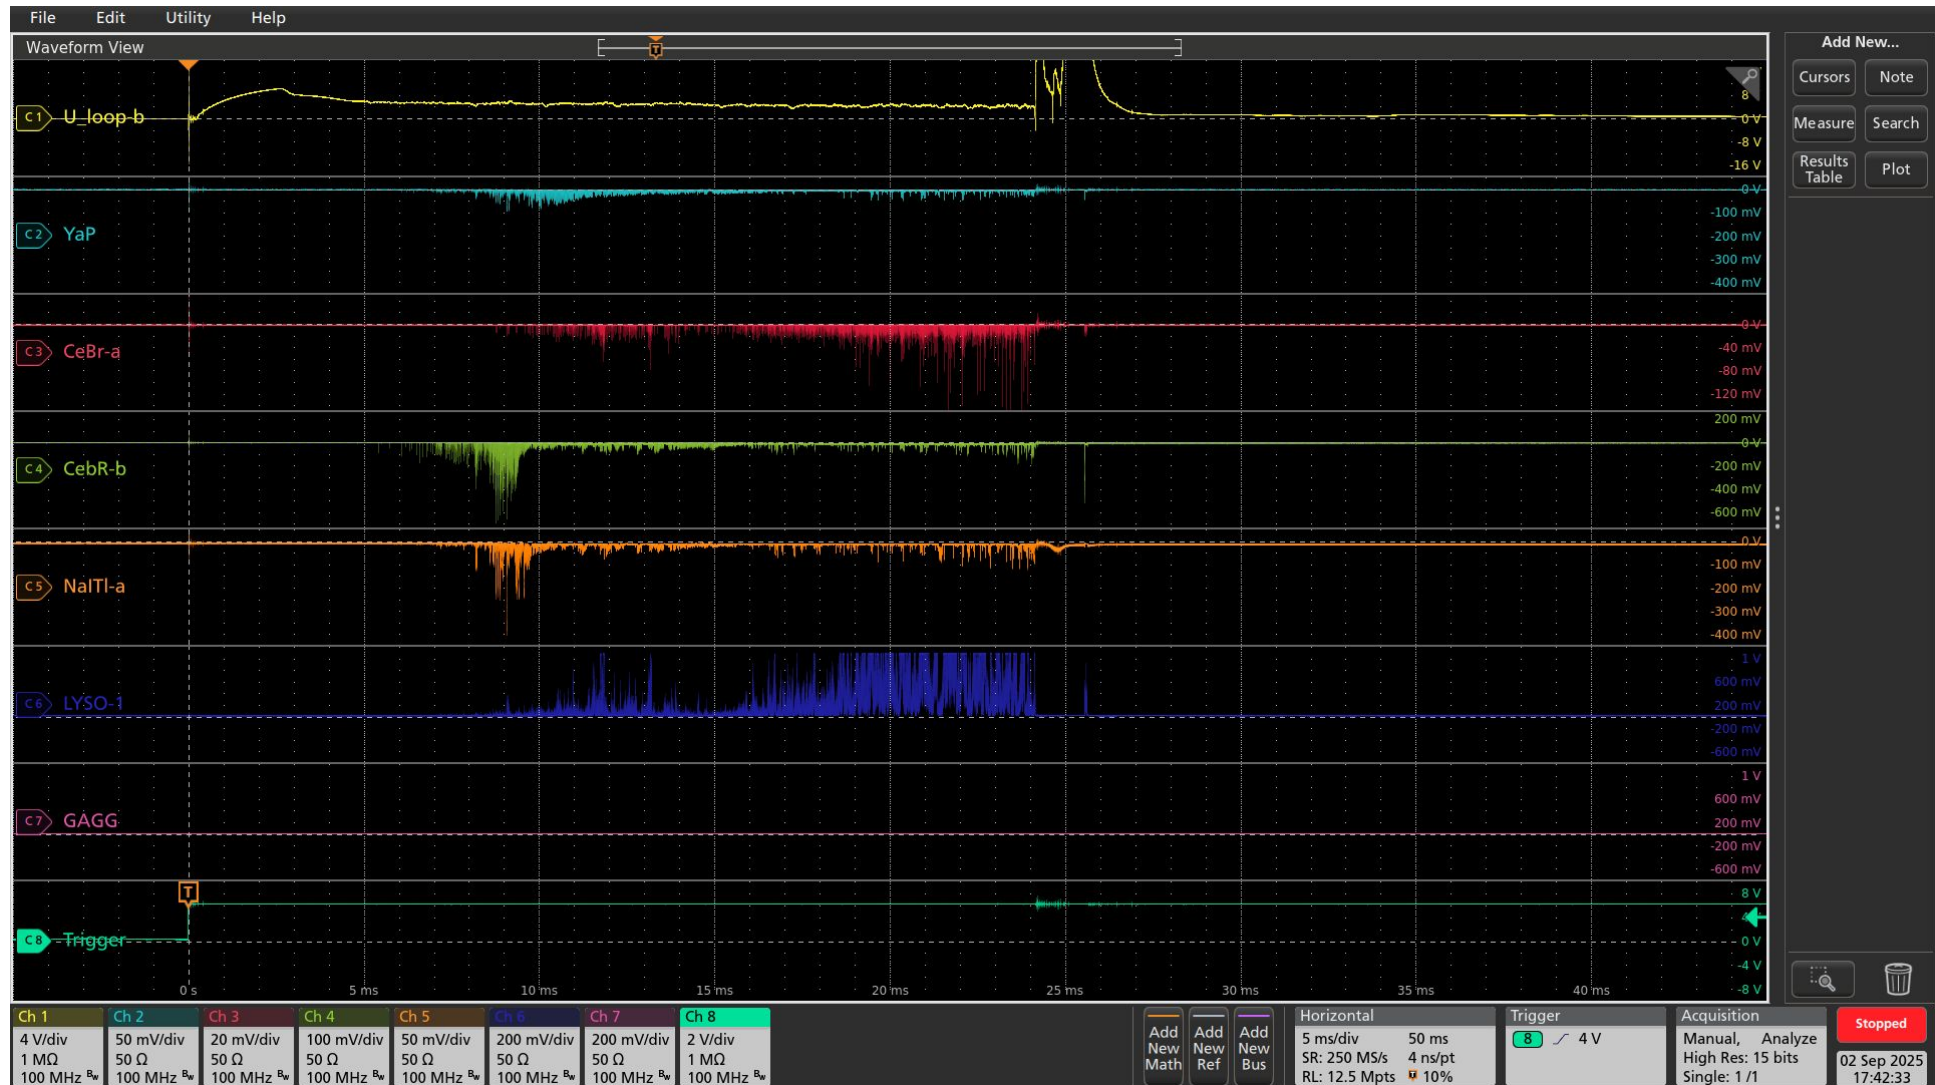 File Edit Utility Help
Waveform View
Add New...
Cursors Note
Measure Search
Results Table Plot
C1 U_loop-b
8
0 V
-8 V
-16 V
C2 YaP
0 V
-100 mV
-200 mV
-300 mV
-400 mV
C3 CeBr-a
0 V
-40 mV
-80 mV
-120 mV
C4 CebR-b
200 mV
0 V
-200 mV
-400 mV
-600 mV
C5 NaITl-a
0 V
-100 mV
-200 mV
-300 mV
-400 mV
C6 LYSO-1
1 V
600 mV
200 mV
-200 mV
-600 mV
C7 GAGG
1 V
600 mV
200 mV
-200 mV
-600 mV
T
C8 Trigger
8 V
0 V
-4 V
-8 V
0 s 5 ms 10 ms 15 ms 20 ms 25 ms 30 ms 35 ms 40 ms
Ch 1
4 V/div
1 MΩ
100 MHz Bw
Ch 2
50 mV/div
50 Ω
100 MHz Bw
Ch 3
20 mV/div
50 Ω
100 MHz Bw
Ch 4
100 mV/div
50 Ω
100 MHz Bw
Ch 5
50 mV/div
50 Ω
100 MHz Bw
Ch 6
200 mV/div
50 Ω
100 MHz Bw
Ch 7
200 mV/div
50 Ω
100 MHz Bw
Ch 8
2 V/div
1 MΩ
100 MHz Bw
Add New Math
Add New Ref
Add New Bus
Horizontal
5 ms/div 50 ms
SR: 250 MS/s 4 ns/pt
RL: 12.5 Mpts T 10%
Trigger
8 4 V
Acquisition
Manual, Analyze
High Res: 15 bits
Single: 1 /1
Stopped
02 Sep 2025
17:42:33